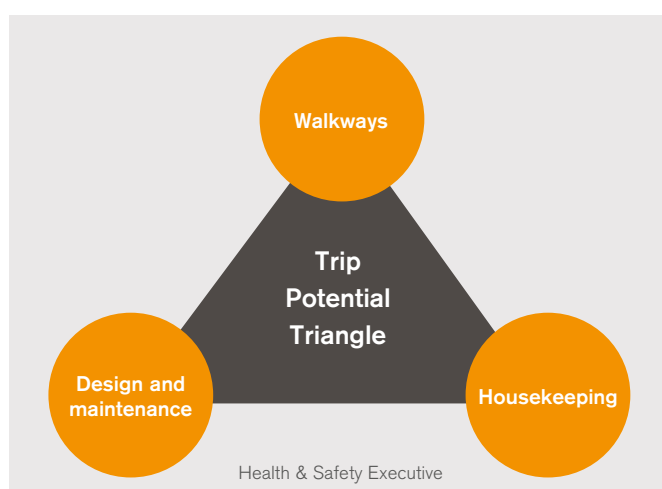 Walkways
Trip
Potential
Triangle
Design and
maintenance
Housekeeping
Health & Safety Executive